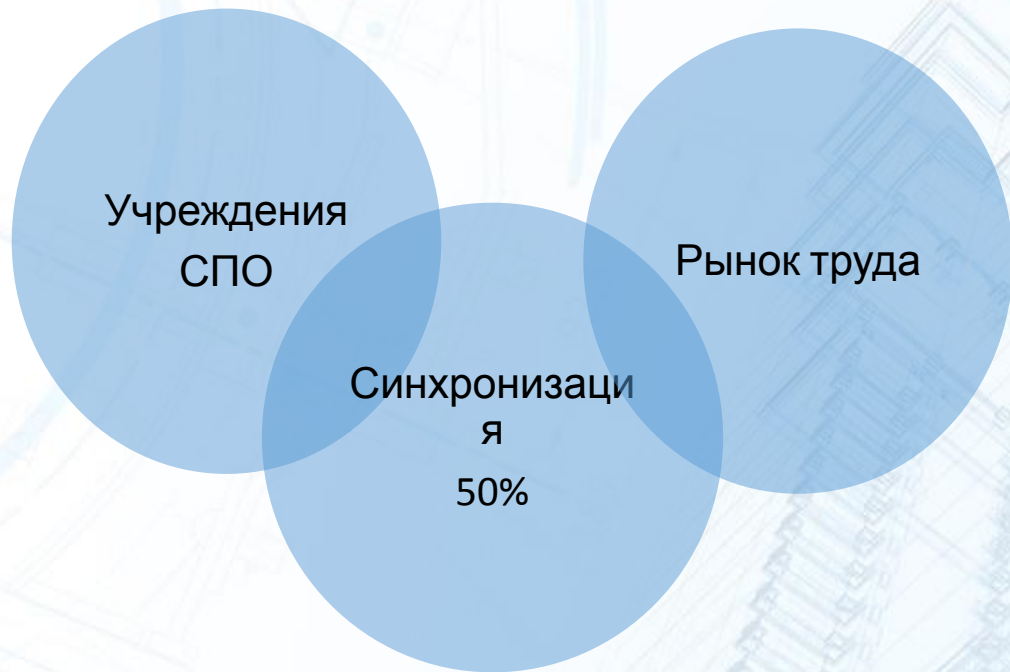 Учреждения
СПО
Рынок труда
Синхронизаци
я
50%